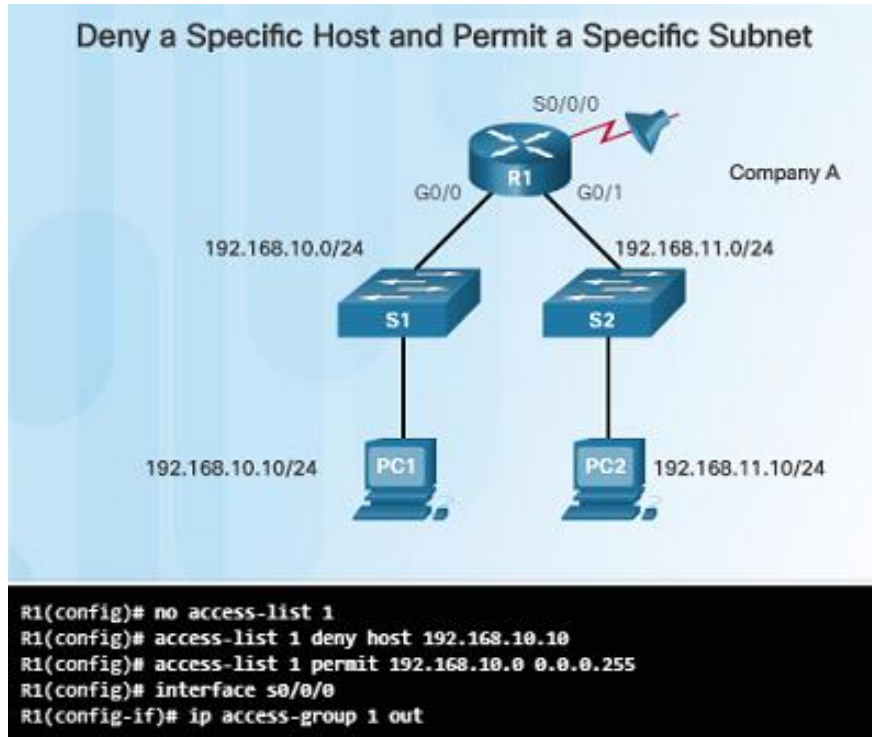 Deny a Specific Host and Permit a Specific Subnet
S0/0/0
R1
Company A
G0/0
G0/1
192.168.10.0/24
192.168.11.0/24
S1
S2
192.168.10.10/24
PC1
PC2
192.168.11.10/24
R1(config)# no access-list 1
R1(config)# access-list 1 deny host 192.168.10.10
R1(config)# access-list 1 permit 192.168.10.0 0.0.0.255
R1(config)# interface s0/0/0
R1(config-if)# ip access-group 1 out